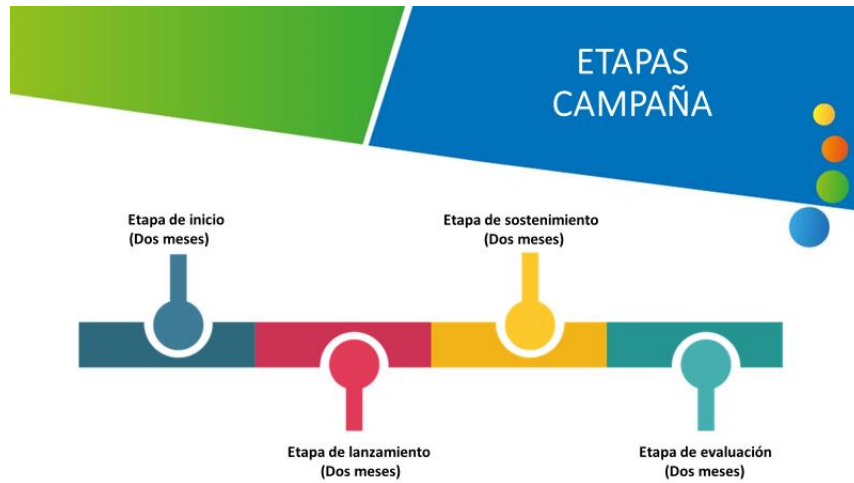 ETAPAS
CAMPAÑA
Etapa de inicio
(Dos meses)
Etapa de sostenimiento
(Dos meses)
Etapa de lanzamiento
(Dos meses)
Etapa de evaluación
(Dos meses)